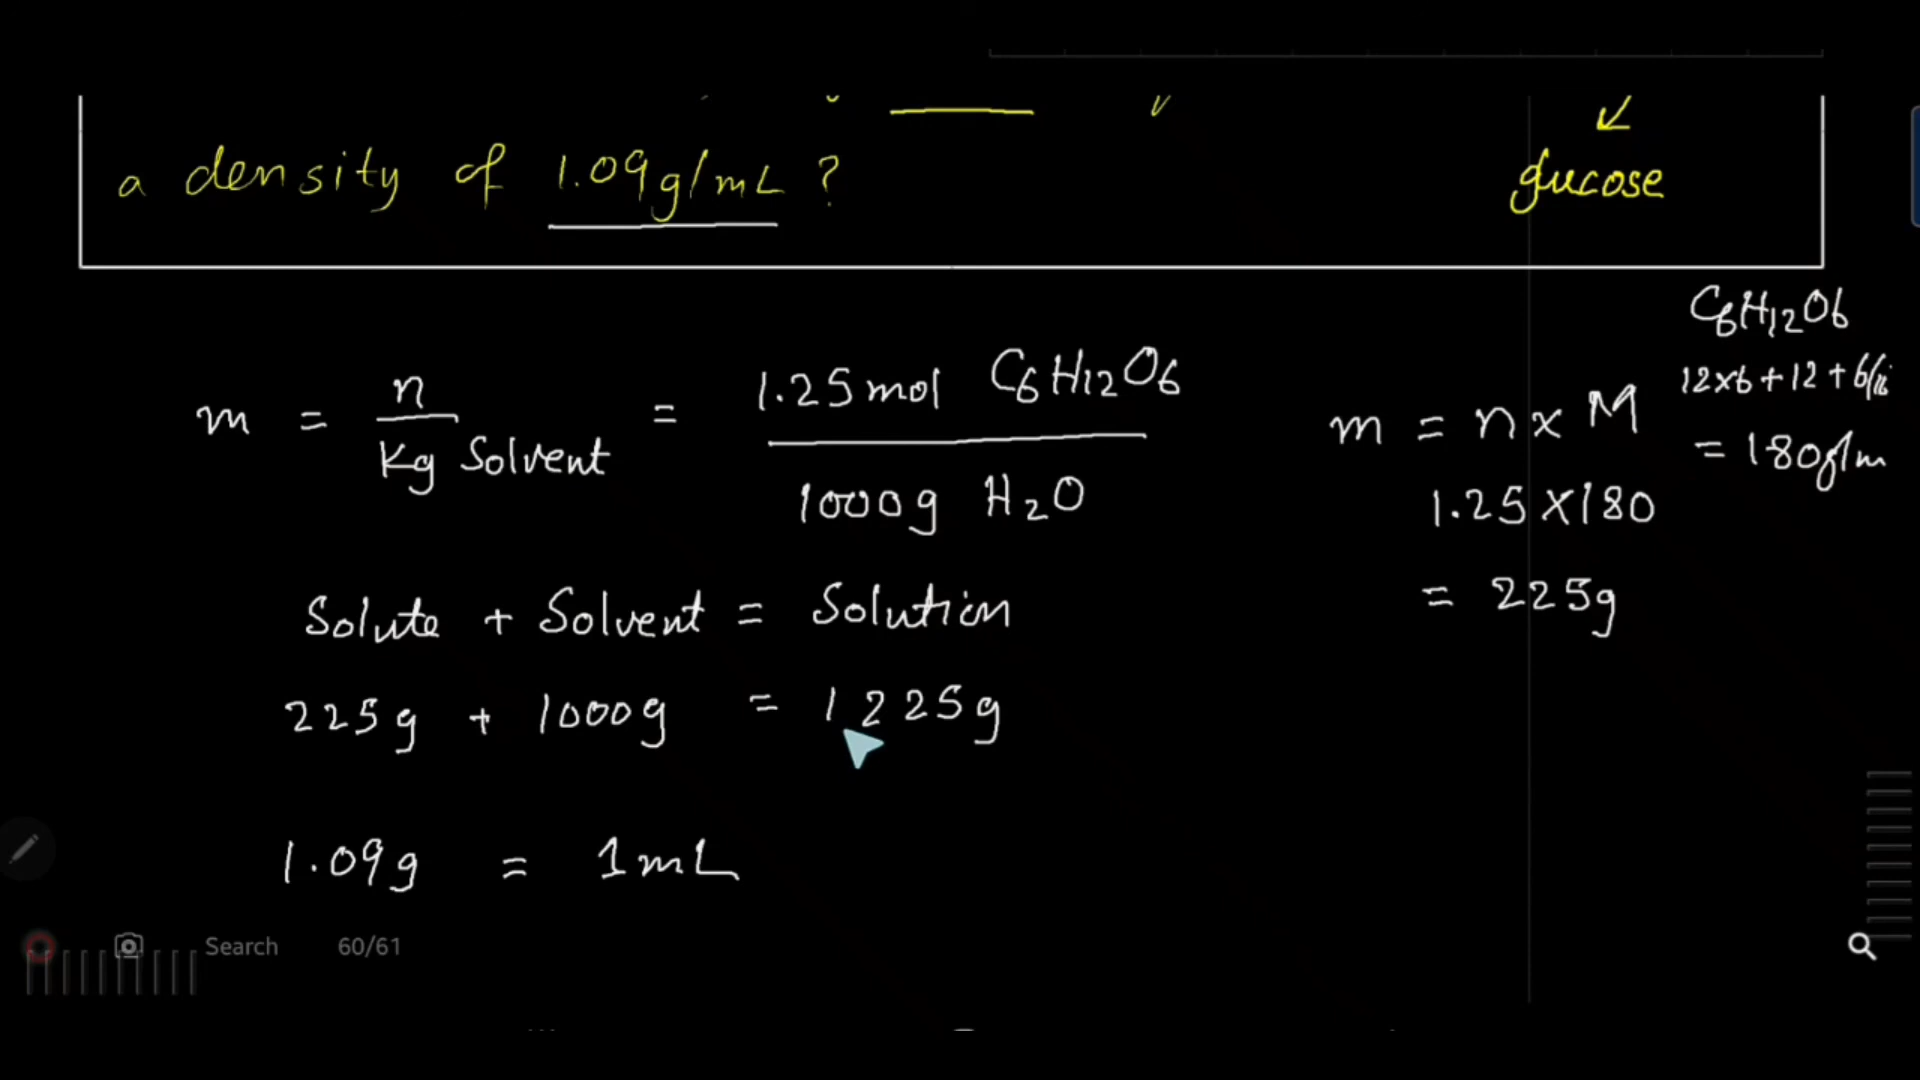 a density of 1.09g/mL ?
glucose
C6H12O6
12x6+12+6(16
= 180g/m
m = n / Kg Solvent = 1.25 mol C6H12O6 / 1000g H2O
m = n x M
1.25 X 180
= 225g
Solute + Solvent = Solution
225g + 1000g = 1225g
1.09g = 1mL
Search 60/61